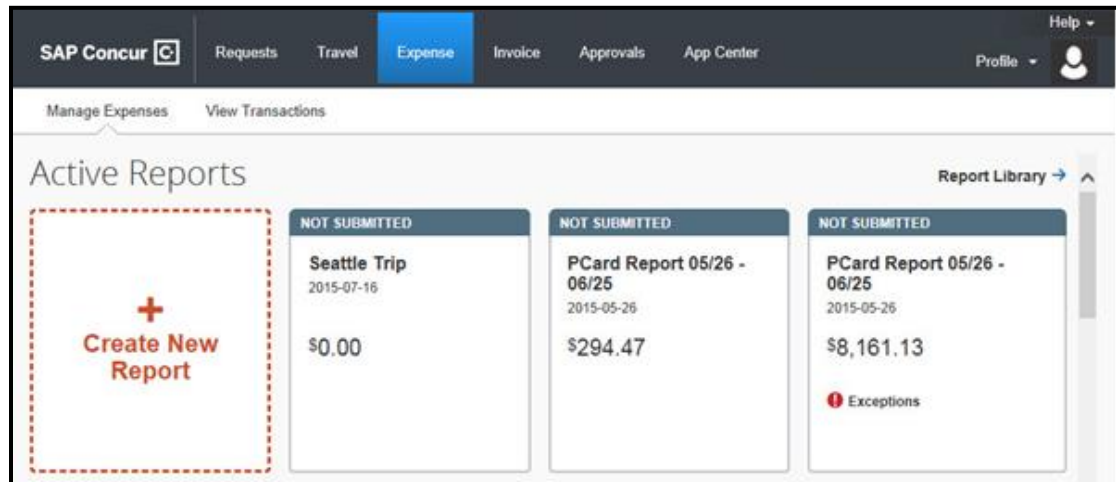 Help
SAP Concur C Requests Travel Expense Invoice Approvals App Center
Profile
Manage Expenses View Transactions
Active Reports
Report Library →
NOT SUBMITTED
Seattle Trip
2015-07-16
$0.00
NOT SUBMITTED
PCard Report 05/26 -
06/25
2015-05-26
$294.47
NOT SUBMITTED
PCard Report 05/26 -
06/25
2015-05-26
$8,161.13
Exceptions
+
Create New
Report